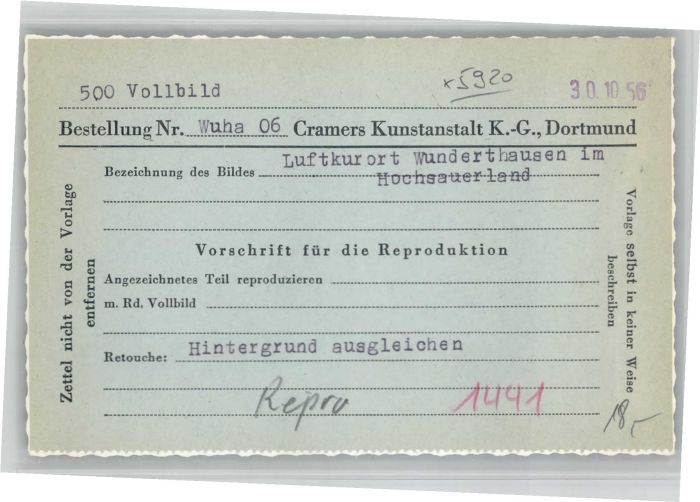 500 Vollbild x5920 30.10.56
Bestellung Nr. Wuha 06 Cramers Kunstanstalt K.-G., Dortmund
Bezeichnung des Bildes Luftkurort Wunderthausen im
Hochsauerland
Vorschrift für die Reproduktion
Angezeichnetes Teil reproduzieren
m. Rd. Vollbild
Retouche: Hintergrund ausgleichen
Repro 1441
18,-
Zettel nicht von der Vorlage
entfernen
Vorlage selbst in keiner Weise
beschreiben